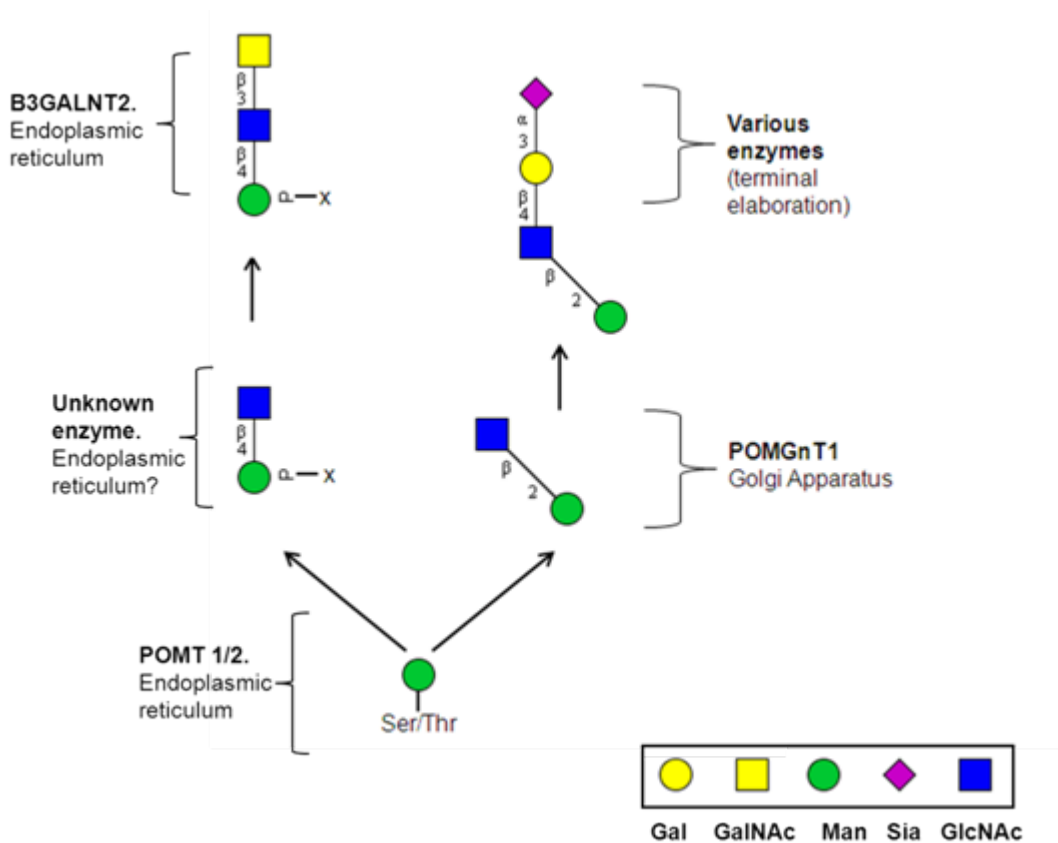 B3GALNT2.
Endoplasmic
reticulum
β
3
β
4
P—X
α
3
β
4
β
2
Various
enzymes
(terminal
elaboration)
Unknown
enzyme.
Endoplasmic
reticulum?
β
4
P—X
β
2
POMGnT1
Golgi Apparatus
POMT 1/2.
Endoplasmic
reticulum
Ser/Thr
Gal GalNAc Man Sia GlcNAc